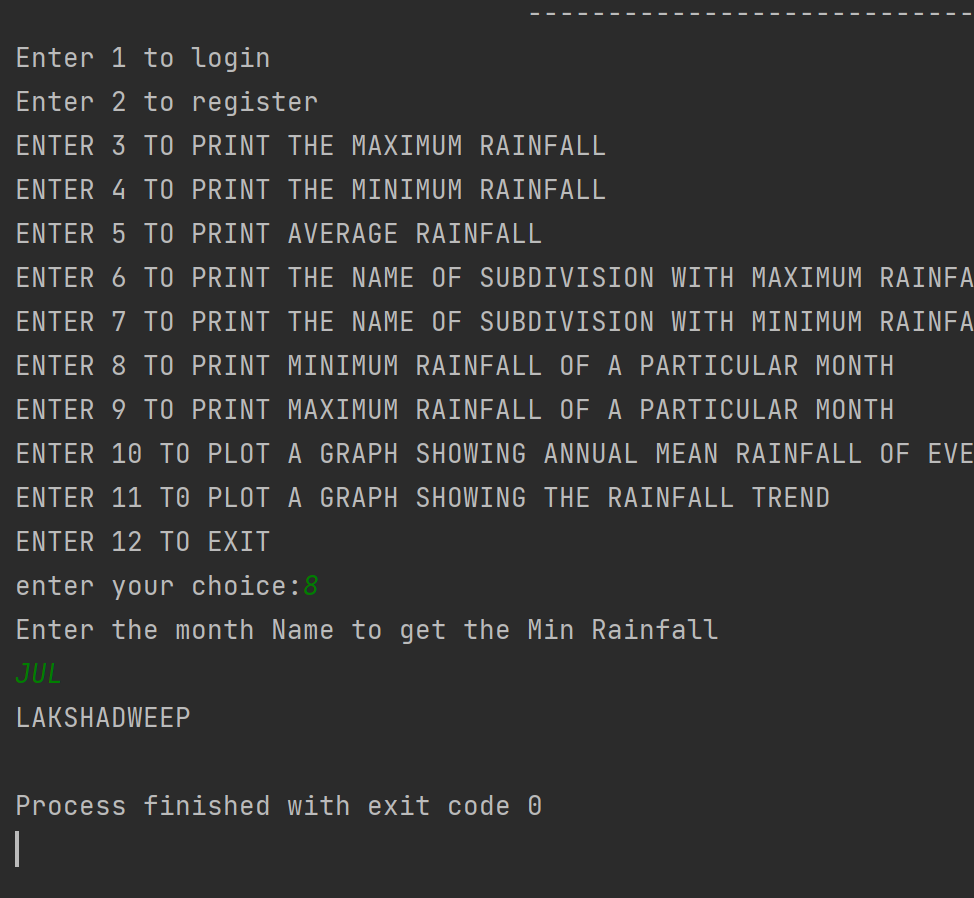 ----------------------------
Enter 1 to login
Enter 2 to register
ENTER 3 TO PRINT THE MAXIMUM RAINFALL
ENTER 4 TO PRINT THE MINIMUM RAINFALL
ENTER 5 TO PRINT AVERAGE RAINFALL
ENTER 6 TO PRINT THE NAME OF SUBDIVISION WITH MAXIMUM RAINFA
ENTER 7 TO PRINT THE NAME OF SUBDIVISION WITH MINIMUM RAINFA
ENTER 8 TO PRINT MINIMUM RAINFALL OF A PARTICULAR MONTH
ENTER 9 TO PRINT MAXIMUM RAINFALL OF A PARTICULAR MONTH
ENTER 10 TO PLOT A GRAPH SHOWING ANNUAL MEAN RAINFALL OF EVE
ENTER 11 T0 PLOT A GRAPH SHOWING THE RAINFALL TREND
ENTER 12 TO EXIT
enter your choice:8
Enter the month Name to get the Min Rainfall
JUL
LAKSHADWEEP
Process finished with exit code 0